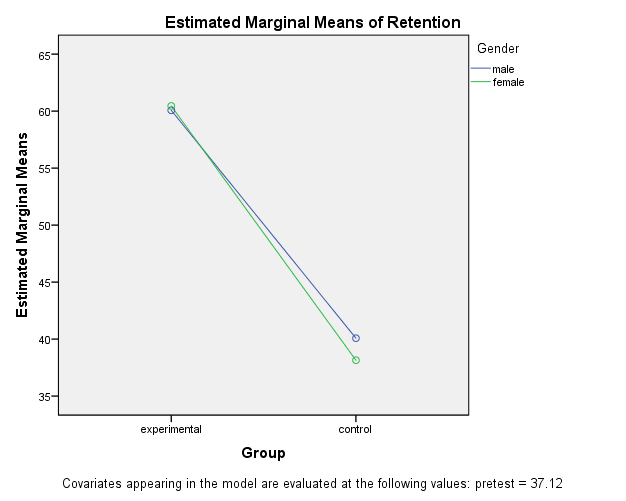 Estimated Marginal Means of Retention
Gender
male
female
Estimated Marginal Means
65
60
55
50
45
40
35
experimental
control
Group
Covariates appearing in the model are evaluated at the following values: pretest = 37.12